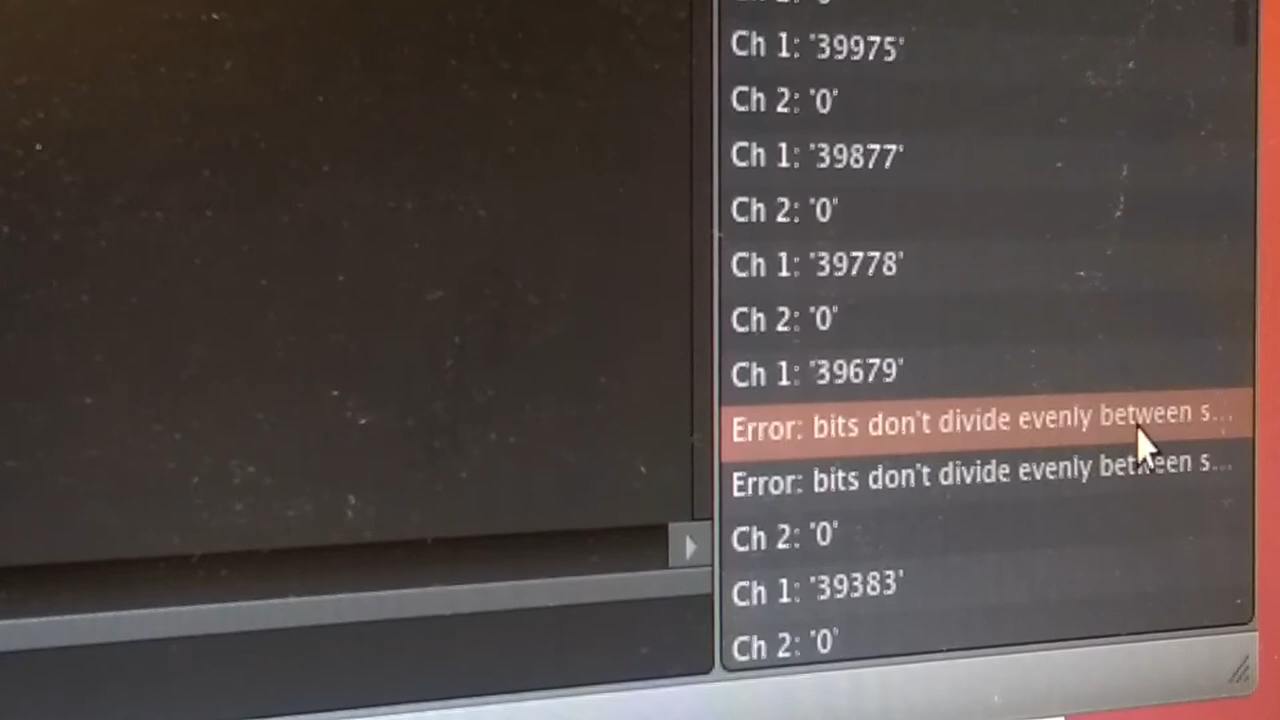 Ch 1: '39975'
Ch 2: '0'
Ch 1: '39877'
Ch 2: '0'
Ch 1: '39778'
Ch 2: '0'
Ch 1: '39679'
Error: bits don't divide evenly between s...
Error: bits don't divide evenly between s...
Ch 2: '0'
Ch 1: '39383'
Ch 2: '0'